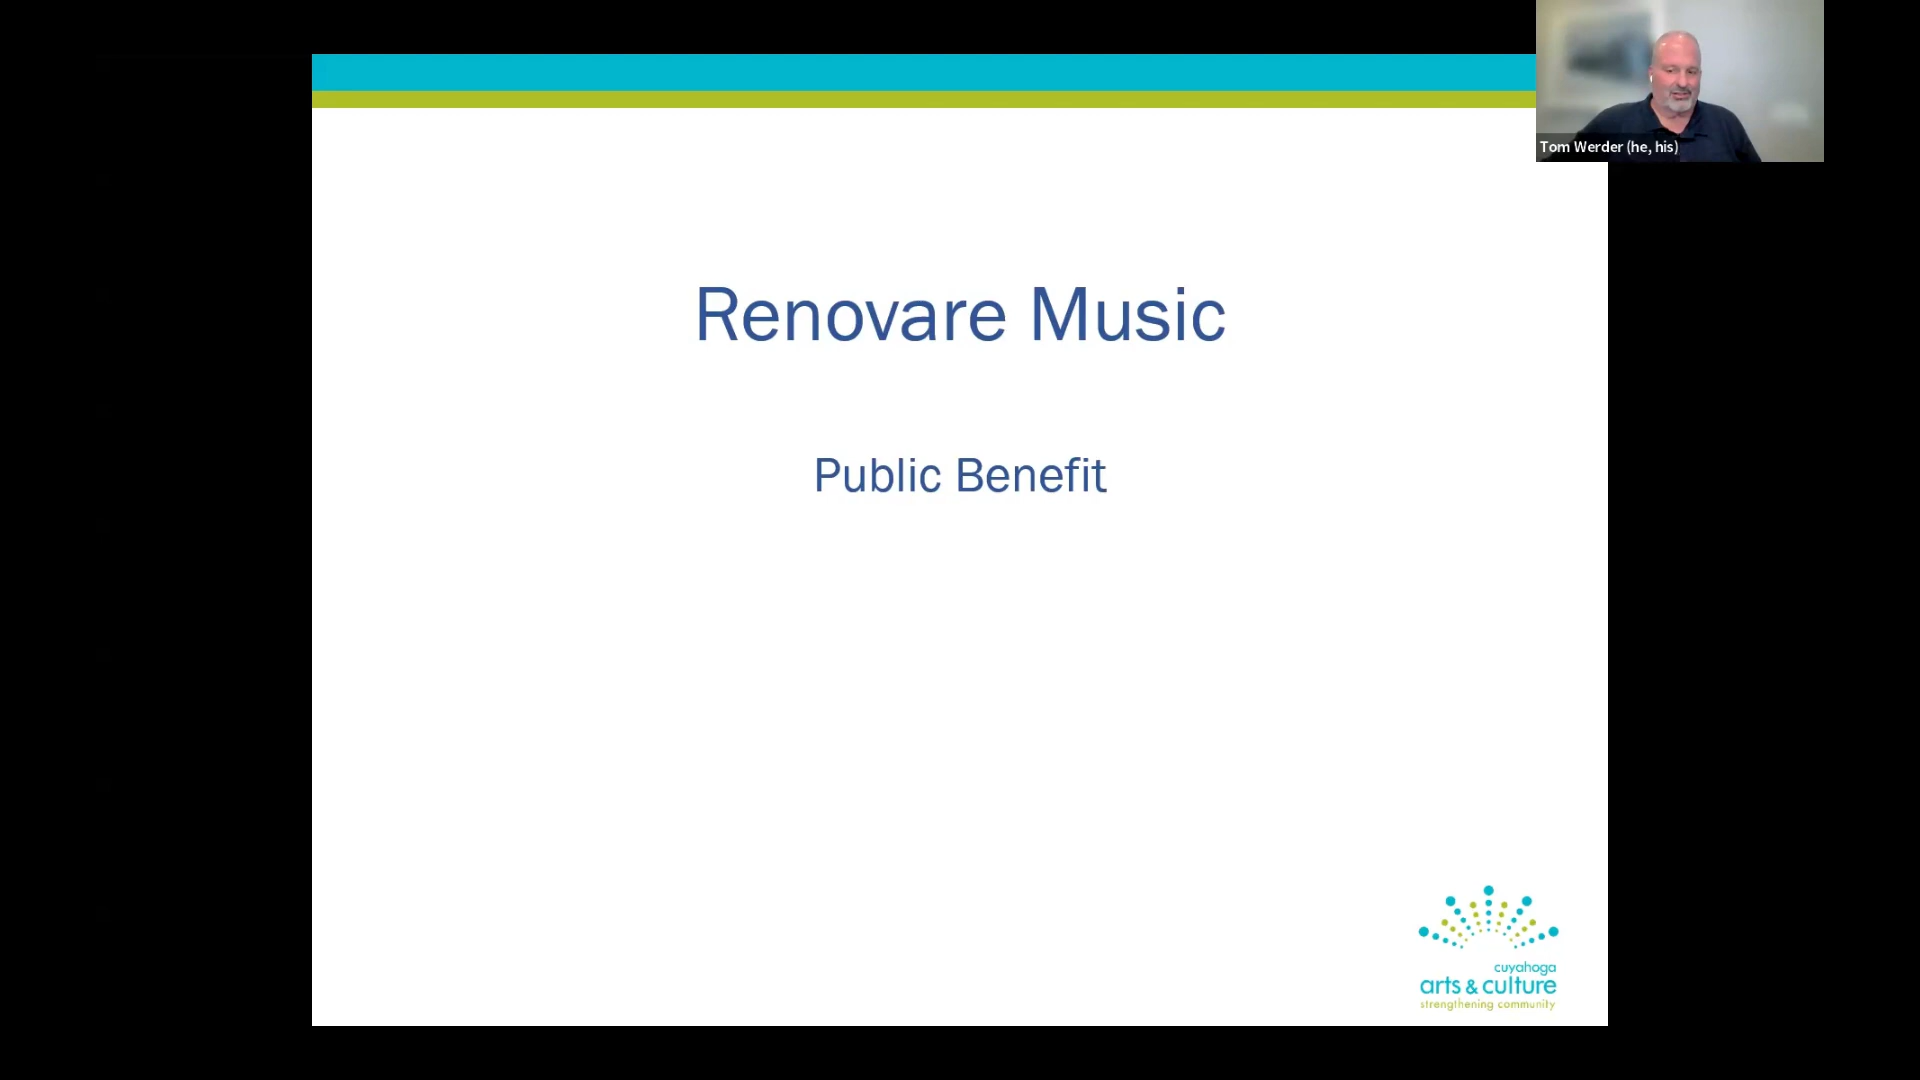 Tom Werder (he, his)
Renovare Music
Public Benefit
cuyahoga
arts & culture
strengthening community